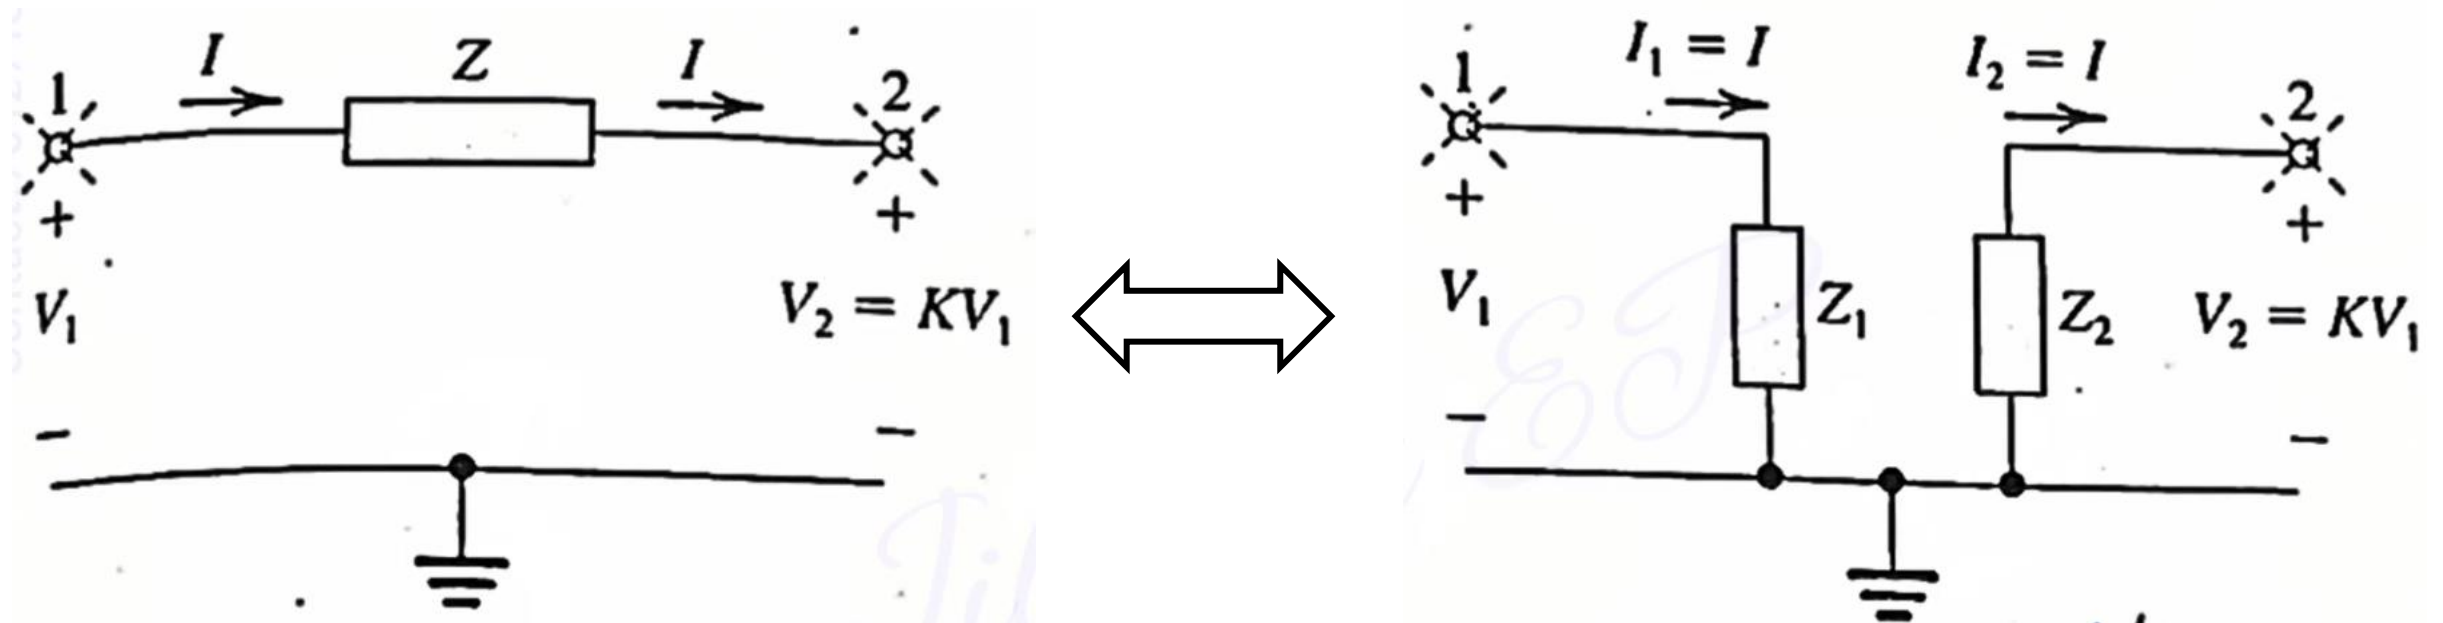 I Z I
1 2
+ +
V₁ V₂ = KV₁
− −
I₁ = I I₂ = I
1 2
+ +
V₁ Z₁ Z₂ V₂ = KV₁
− −